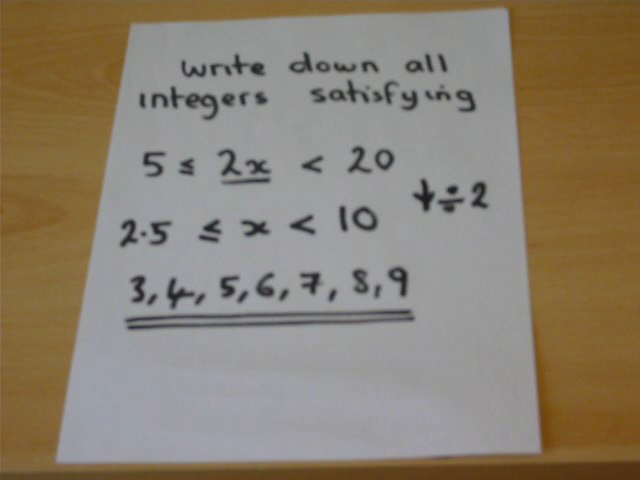 write down all
integers satisfying
5 ≤ 2x < 20
↓÷2
2.5 ≤ x < 10
3, 4, 5, 6, 7, 8, 9